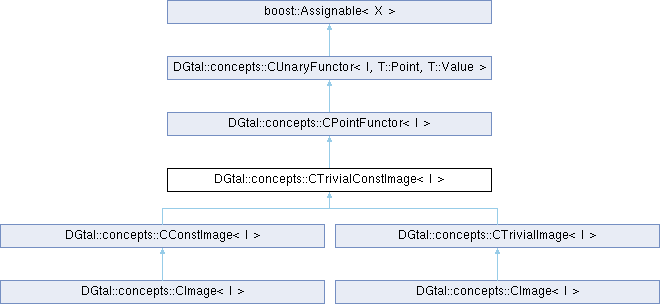 boost::Assignable< X >
DGtal::concepts::CUnaryFunctor< I, T::Point, T::Value >
DGtal::concepts::CPointFunctor< I >
DGtal::concepts::CTrivialConstImage< I >
DGtal::concepts::CConstImage< I >
DGtal::concepts::CTrivialImage< I >
DGtal::concepts::CImage< I >
DGtal::concepts::CImage< I >